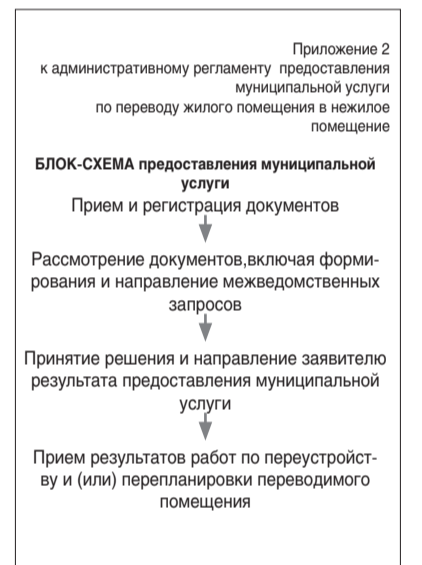 Приложение 2
к административному регламенту предоставления
муниципальной услуги
по переводу жилого помещения в нежилое
помещение
БЛОК-СХЕМА предоставления муниципальной
услуги
Прием и регистрация документов
Рассмотрение документов,включая форми-
рования и направление межведомственных
запросов
Принятие решения и направление заявителю
результата предоставления муниципальной
услуги
Прием результатов работ по переустройст-
ву и (или) перепланировки переводимого
помещения